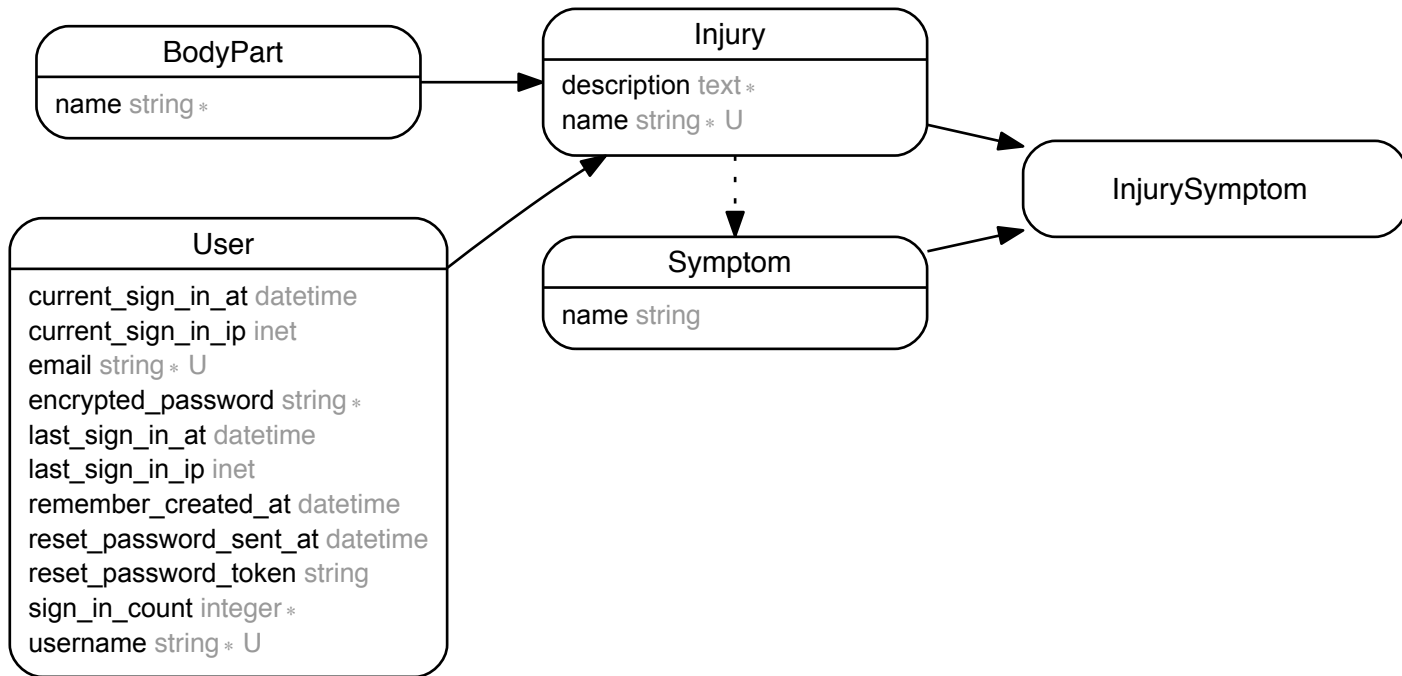 BodyPart
name string *
Injury
description text *
name string * U
InjurySymptom
User
current_sign_in_at datetime
current_sign_in_ip inet
email string * U
encrypted_password string *
last_sign_in_at datetime
last_sign_in_ip inet
remember_created_at datetime
reset_password_sent_at datetime
reset_password_token string
sign_in_count integer *
username string * U
Symptom
name string